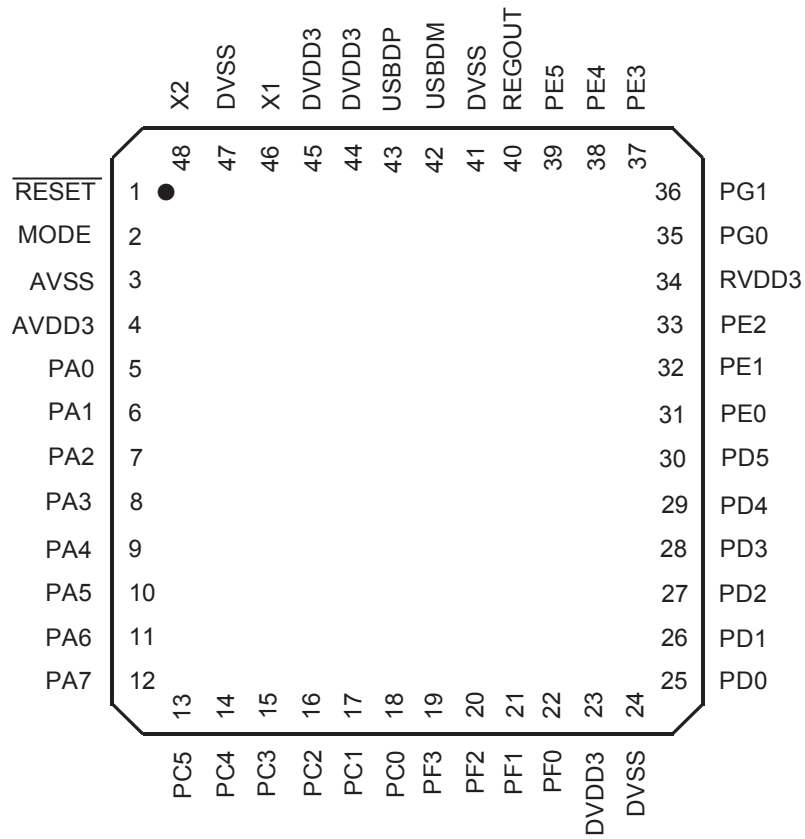 X2 DVSS X1 DVDD3 DVDD3 USBDP USBDM DVSS REGOUT PE5 PE4 PE3
48 47 46 45 44 43 42 41 40 39 38 37
RESET 1 36 PG1
MODE 2 35 PG0
AVSS 3 34 RVDD3
AVDD3 4 33 PE2
PA0 5 32 PE1
PA1 6 31 PE0
PA2 7 30 PD5
PA3 8 29 PD4
PA4 9 28 PD3
PA5 10 27 PD2
PA6 11 26 PD1
PA7 12 25 PD0
13 14 15 16 17 18 19 20 21 22 23 24
PC5 PC4 PC3 PC2 PC1 PC0 PF3 PF2 PF1 PF0 DVDD3 DVSS